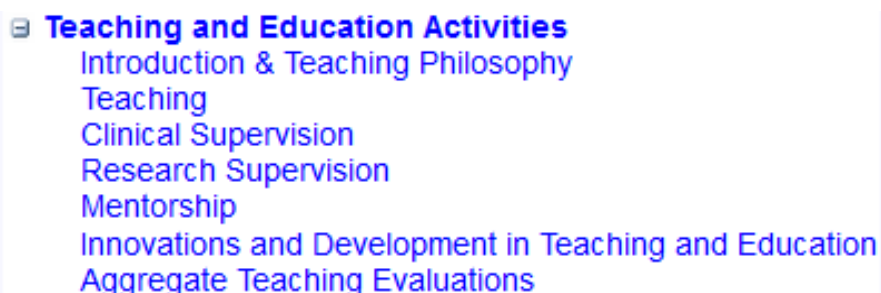 Teaching and Education Activities
Introduction & Teaching Philosophy
Teaching
Clinical Supervision
Research Supervision
Mentorship
Innovations and Development in Teaching and Education
Aggregate Teaching Evaluations